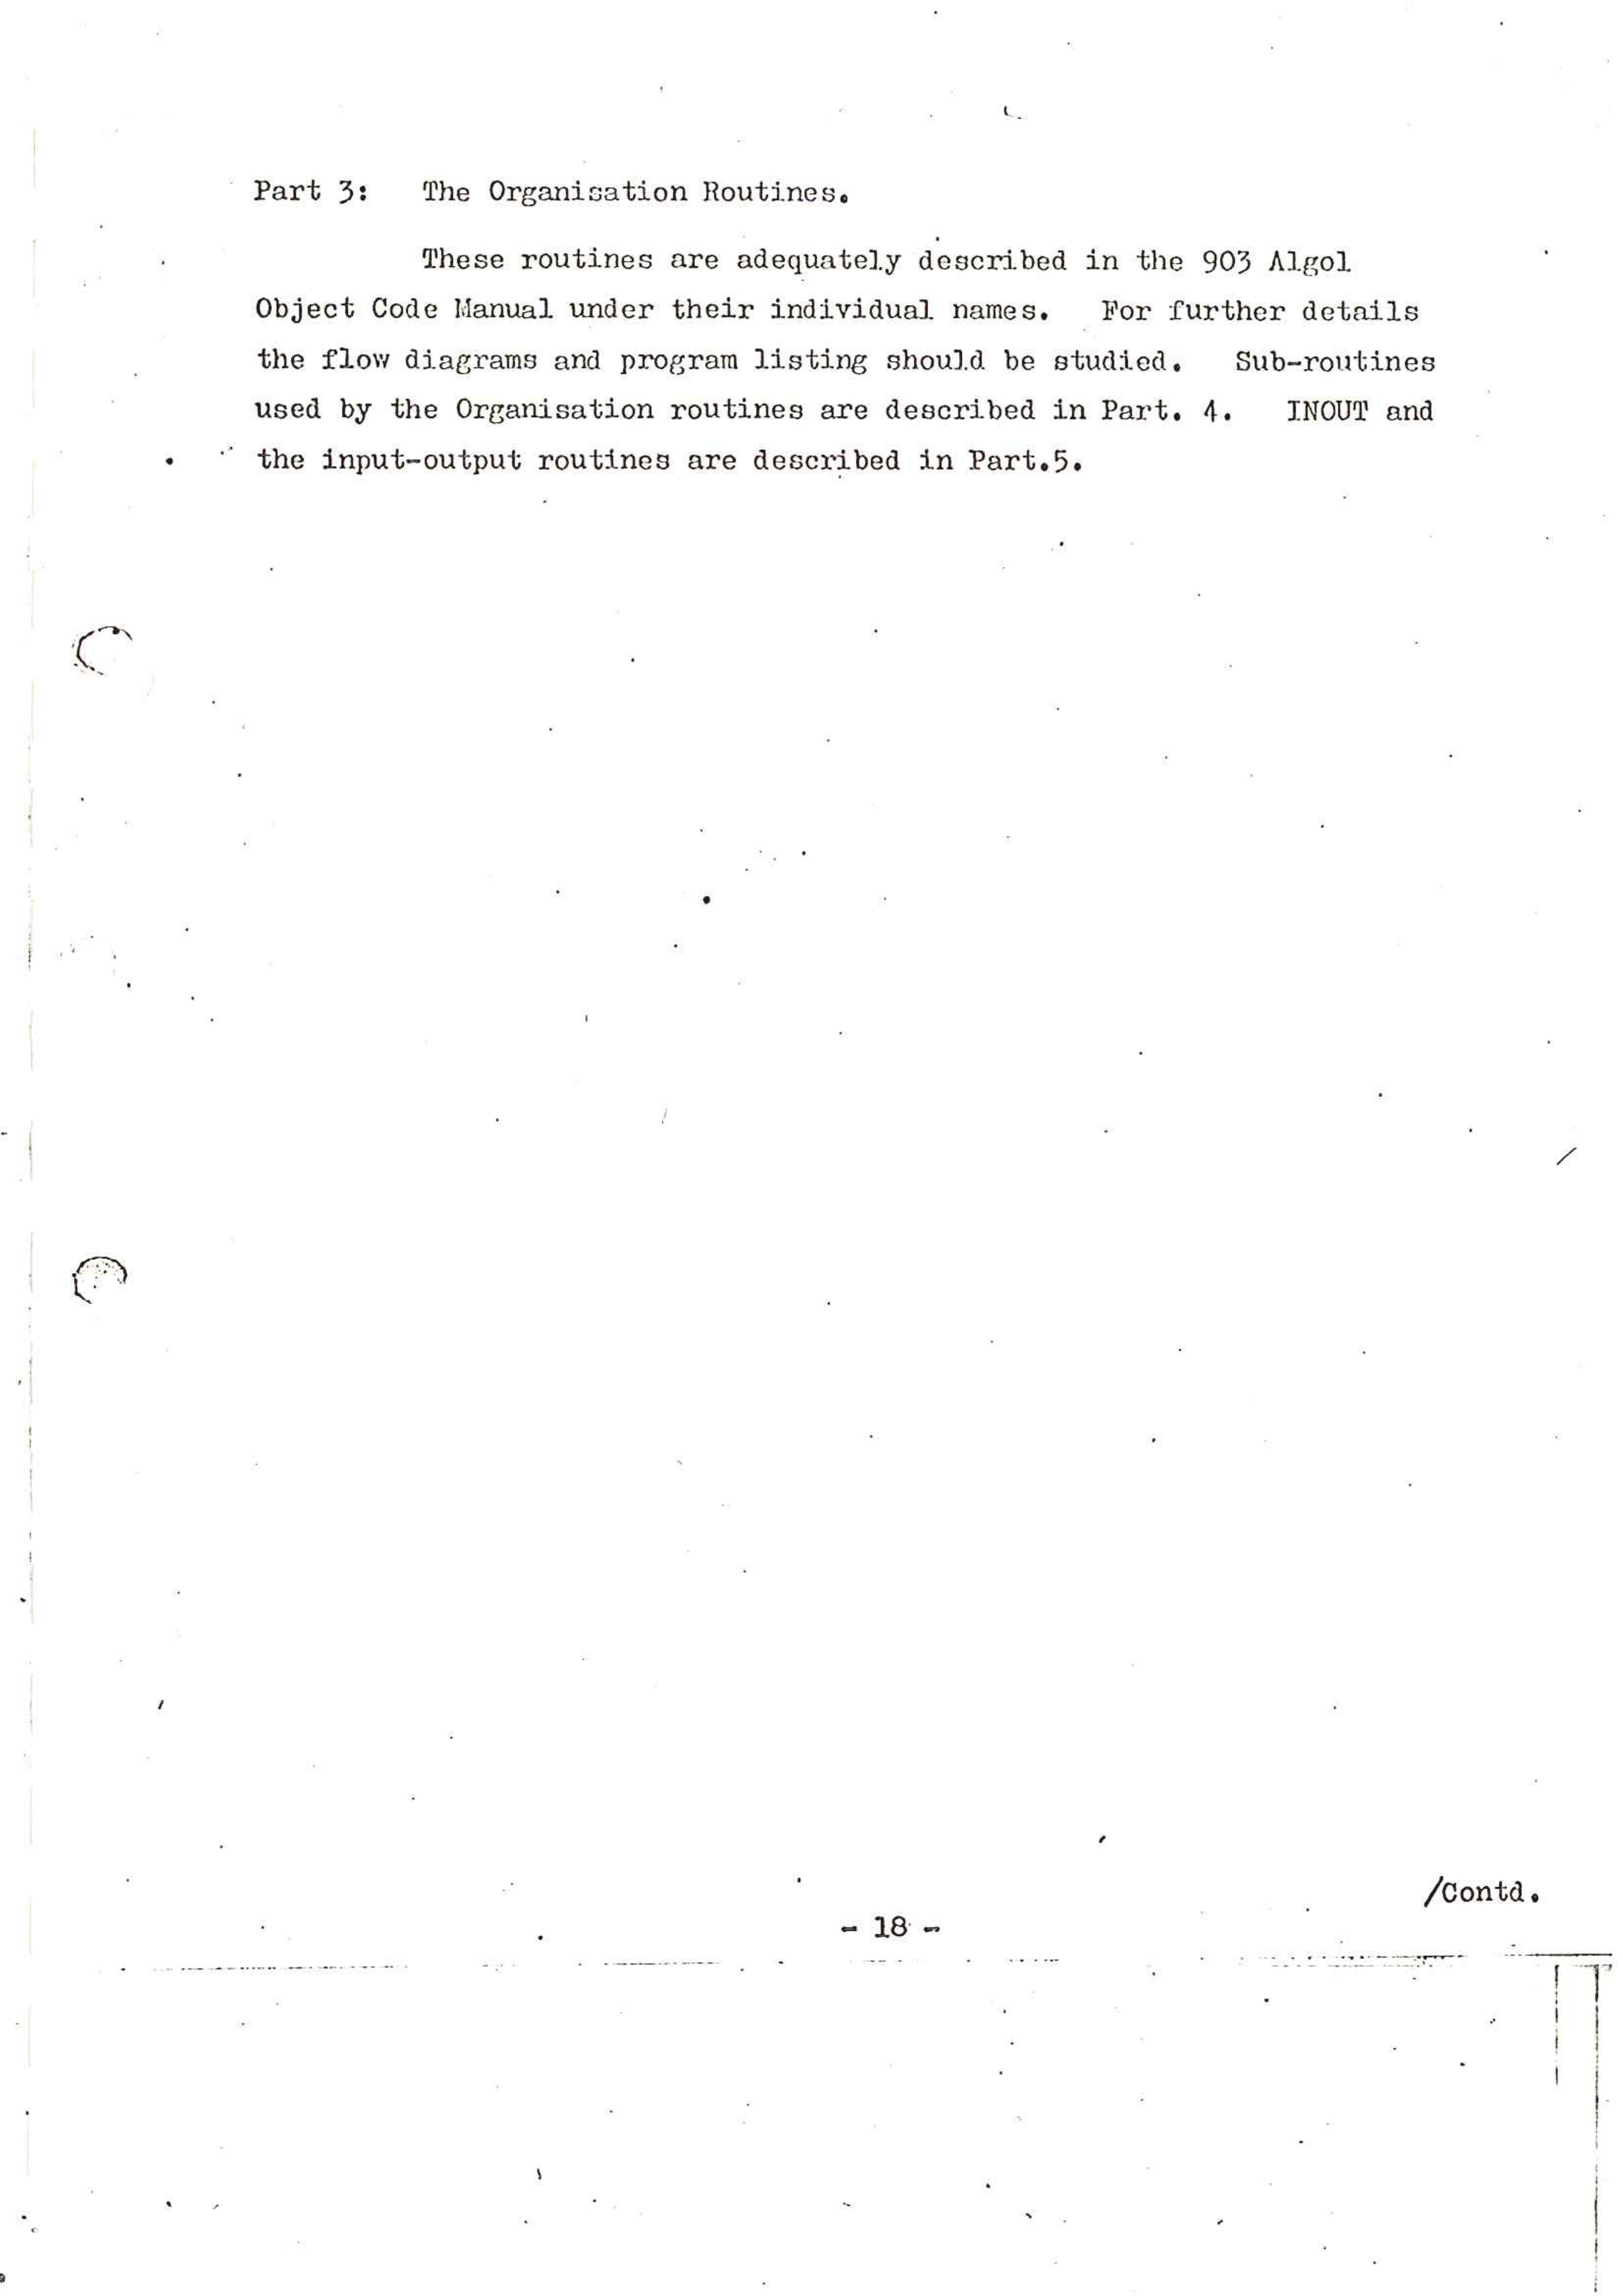 Part 3: The Organisation Routines.
These routines are adequately described in the 903 Algol
Object Code Manual under their individual names. For further details
the flow diagrams and program listing should be studied. Sub-routines
used by the Organisation routines are described in Part. 4. INOUT and
the input-output routines are described in Part.5.
/Contd.
- 18 -